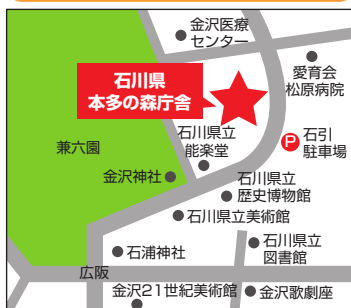 金沢医療
センター
石川県
本多の森庁舎
愛育会
松原病院
石川県立
能楽堂
P
石引
駐車場
兼六園
金沢神社
石川県立
歴史博物館
石川県立美術館
石浦神社
石川県立
図書館
広阪
金沢21世紀美術館
金沢歌劇座